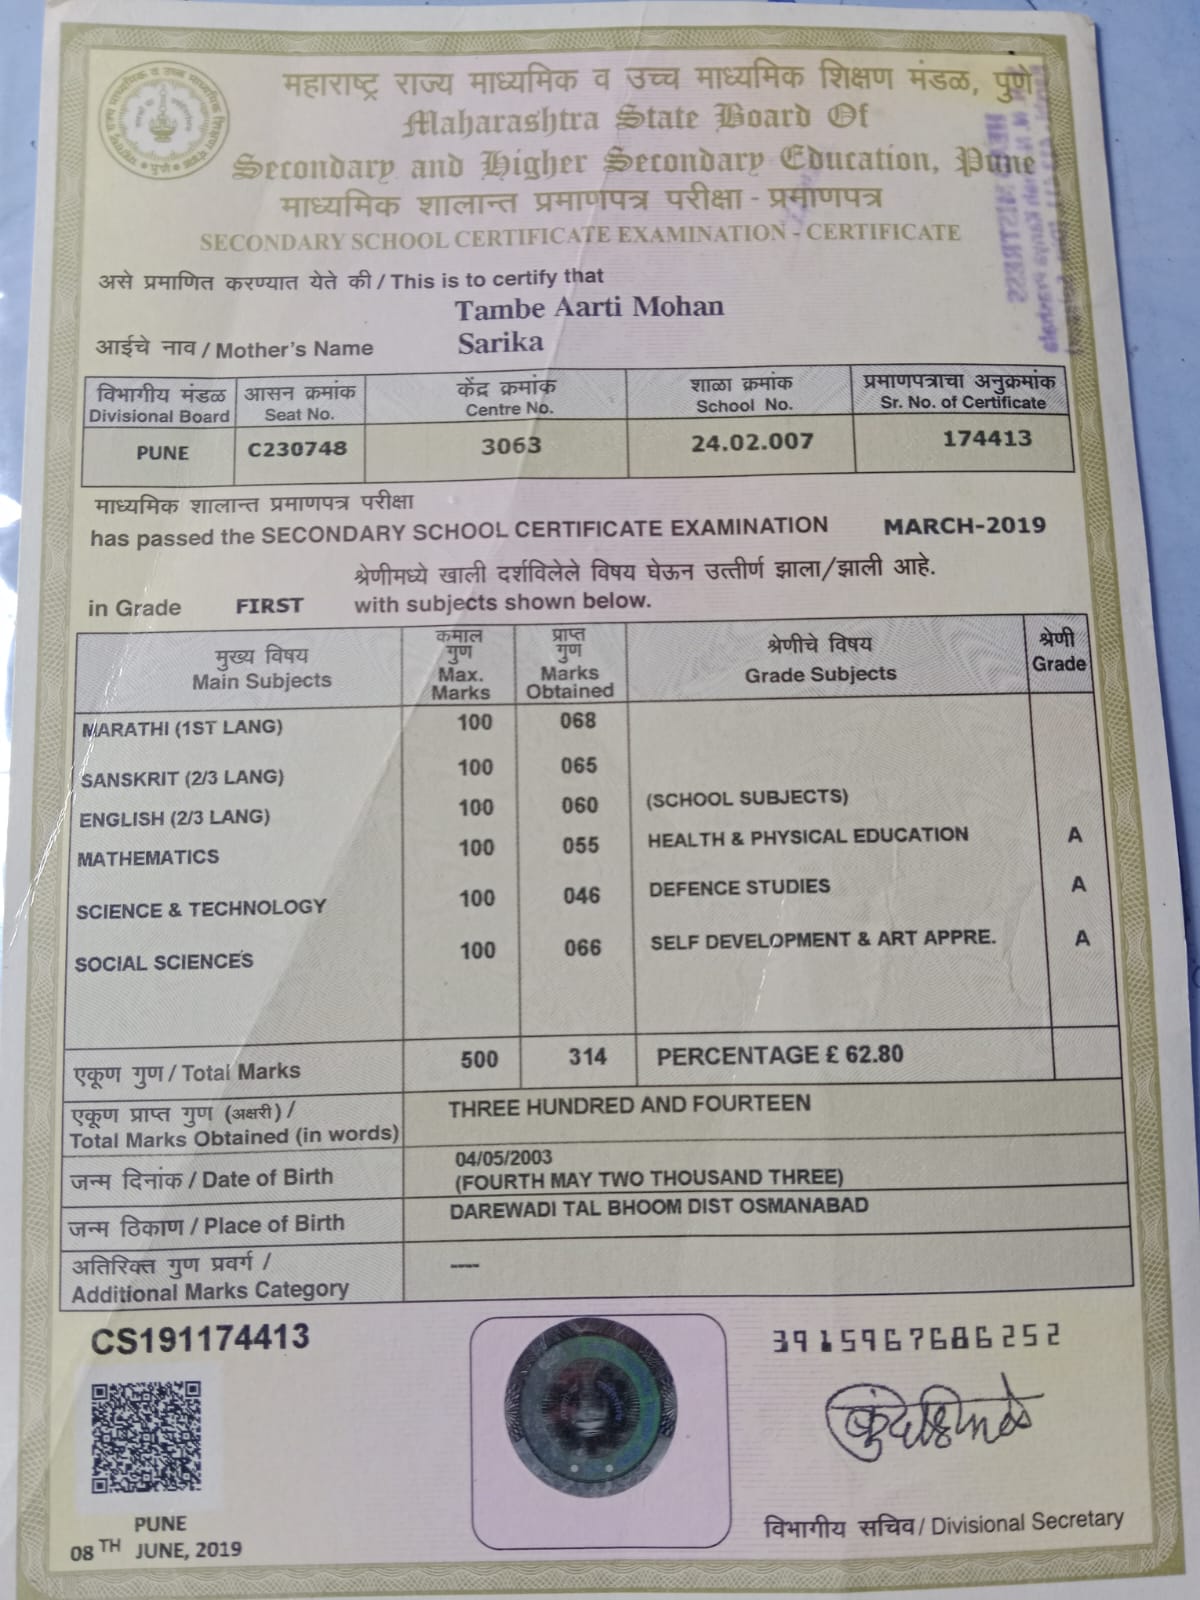 महाराष्ट्र राज्य माध्यमिक व उच्च माध्यमिक शिक्षण मंडळ, पुणे
Maharashtra State Board Of
Secondary and Higher Secondary Education, Pune
माध्यमिक शालान्त प्रमाणपत्र परीक्षा - प्रमाणपत्र
SECONDARY SCHOOL CERTIFICATE EXAMINATION - CERTIFICATE
असे प्रमाणित करण्यात येते की / This is to certify that
Tambe Aarti Mohan
आईचे नाव / Mother's Name Sarika
विभागीय मंडळ आसन क्रमांक केंद्र क्रमांक शाळा क्रमांक प्रमाणपत्राचा अनुक्रमांक
Divisional Board Seat No. Centre No. School No. Sr. No. of Certificate
PUNE C230748 3063 24.02.007 174413
माध्यमिक शालान्त प्रमाणपत्र परीक्षा
has passed the SECONDARY SCHOOL CERTIFICATE EXAMINATION MARCH-2019
श्रेणीमध्ये खाली दर्शविलेले विषय घेऊन उत्तीर्ण झाला/झाली आहे.
in Grade FIRST with subjects shown below.
मुख्य विषय कमाल गुण प्राप्त गुण श्रेणीचे विषय श्रेणी
Main Subjects Max. Marks Marks Obtained Grade Subjects Grade
MARATHI (1ST LANG) 100 068
SANSKRIT (2/3 LANG) 100 065
ENGLISH (2/3 LANG) 100 060 (SCHOOL SUBJECTS)
MATHEMATICS 100 055 HEALTH & PHYSICAL EDUCATION A
SCIENCE & TECHNOLOGY 100 046 DEFENCE STUDIES A
SOCIAL SCIENCES 100 066 SELF DEVELOPMENT & ART APPRE. A
एकूण गुण / Total Marks 500 314 PERCENTAGE £ 62.80
एकूण प्राप्त गुण (अक्षरी) /
Total Marks Obtained (in words) THREE HUNDRED AND FOURTEEN
जन्म दिनांक / Date of Birth 04/05/2003
(FOURTH MAY TWO THOUSAND THREE)
जन्म ठिकाण / Place of Birth DAREWADI TAL BHOOM DIST OSMANABAD
अतिरिक्त गुण प्रवर्ग /
Additional Marks Category ----
CS191174413
3915967686252
PUNE
08TH JUNE, 2019
विभागीय सचिव / Divisional Secretary